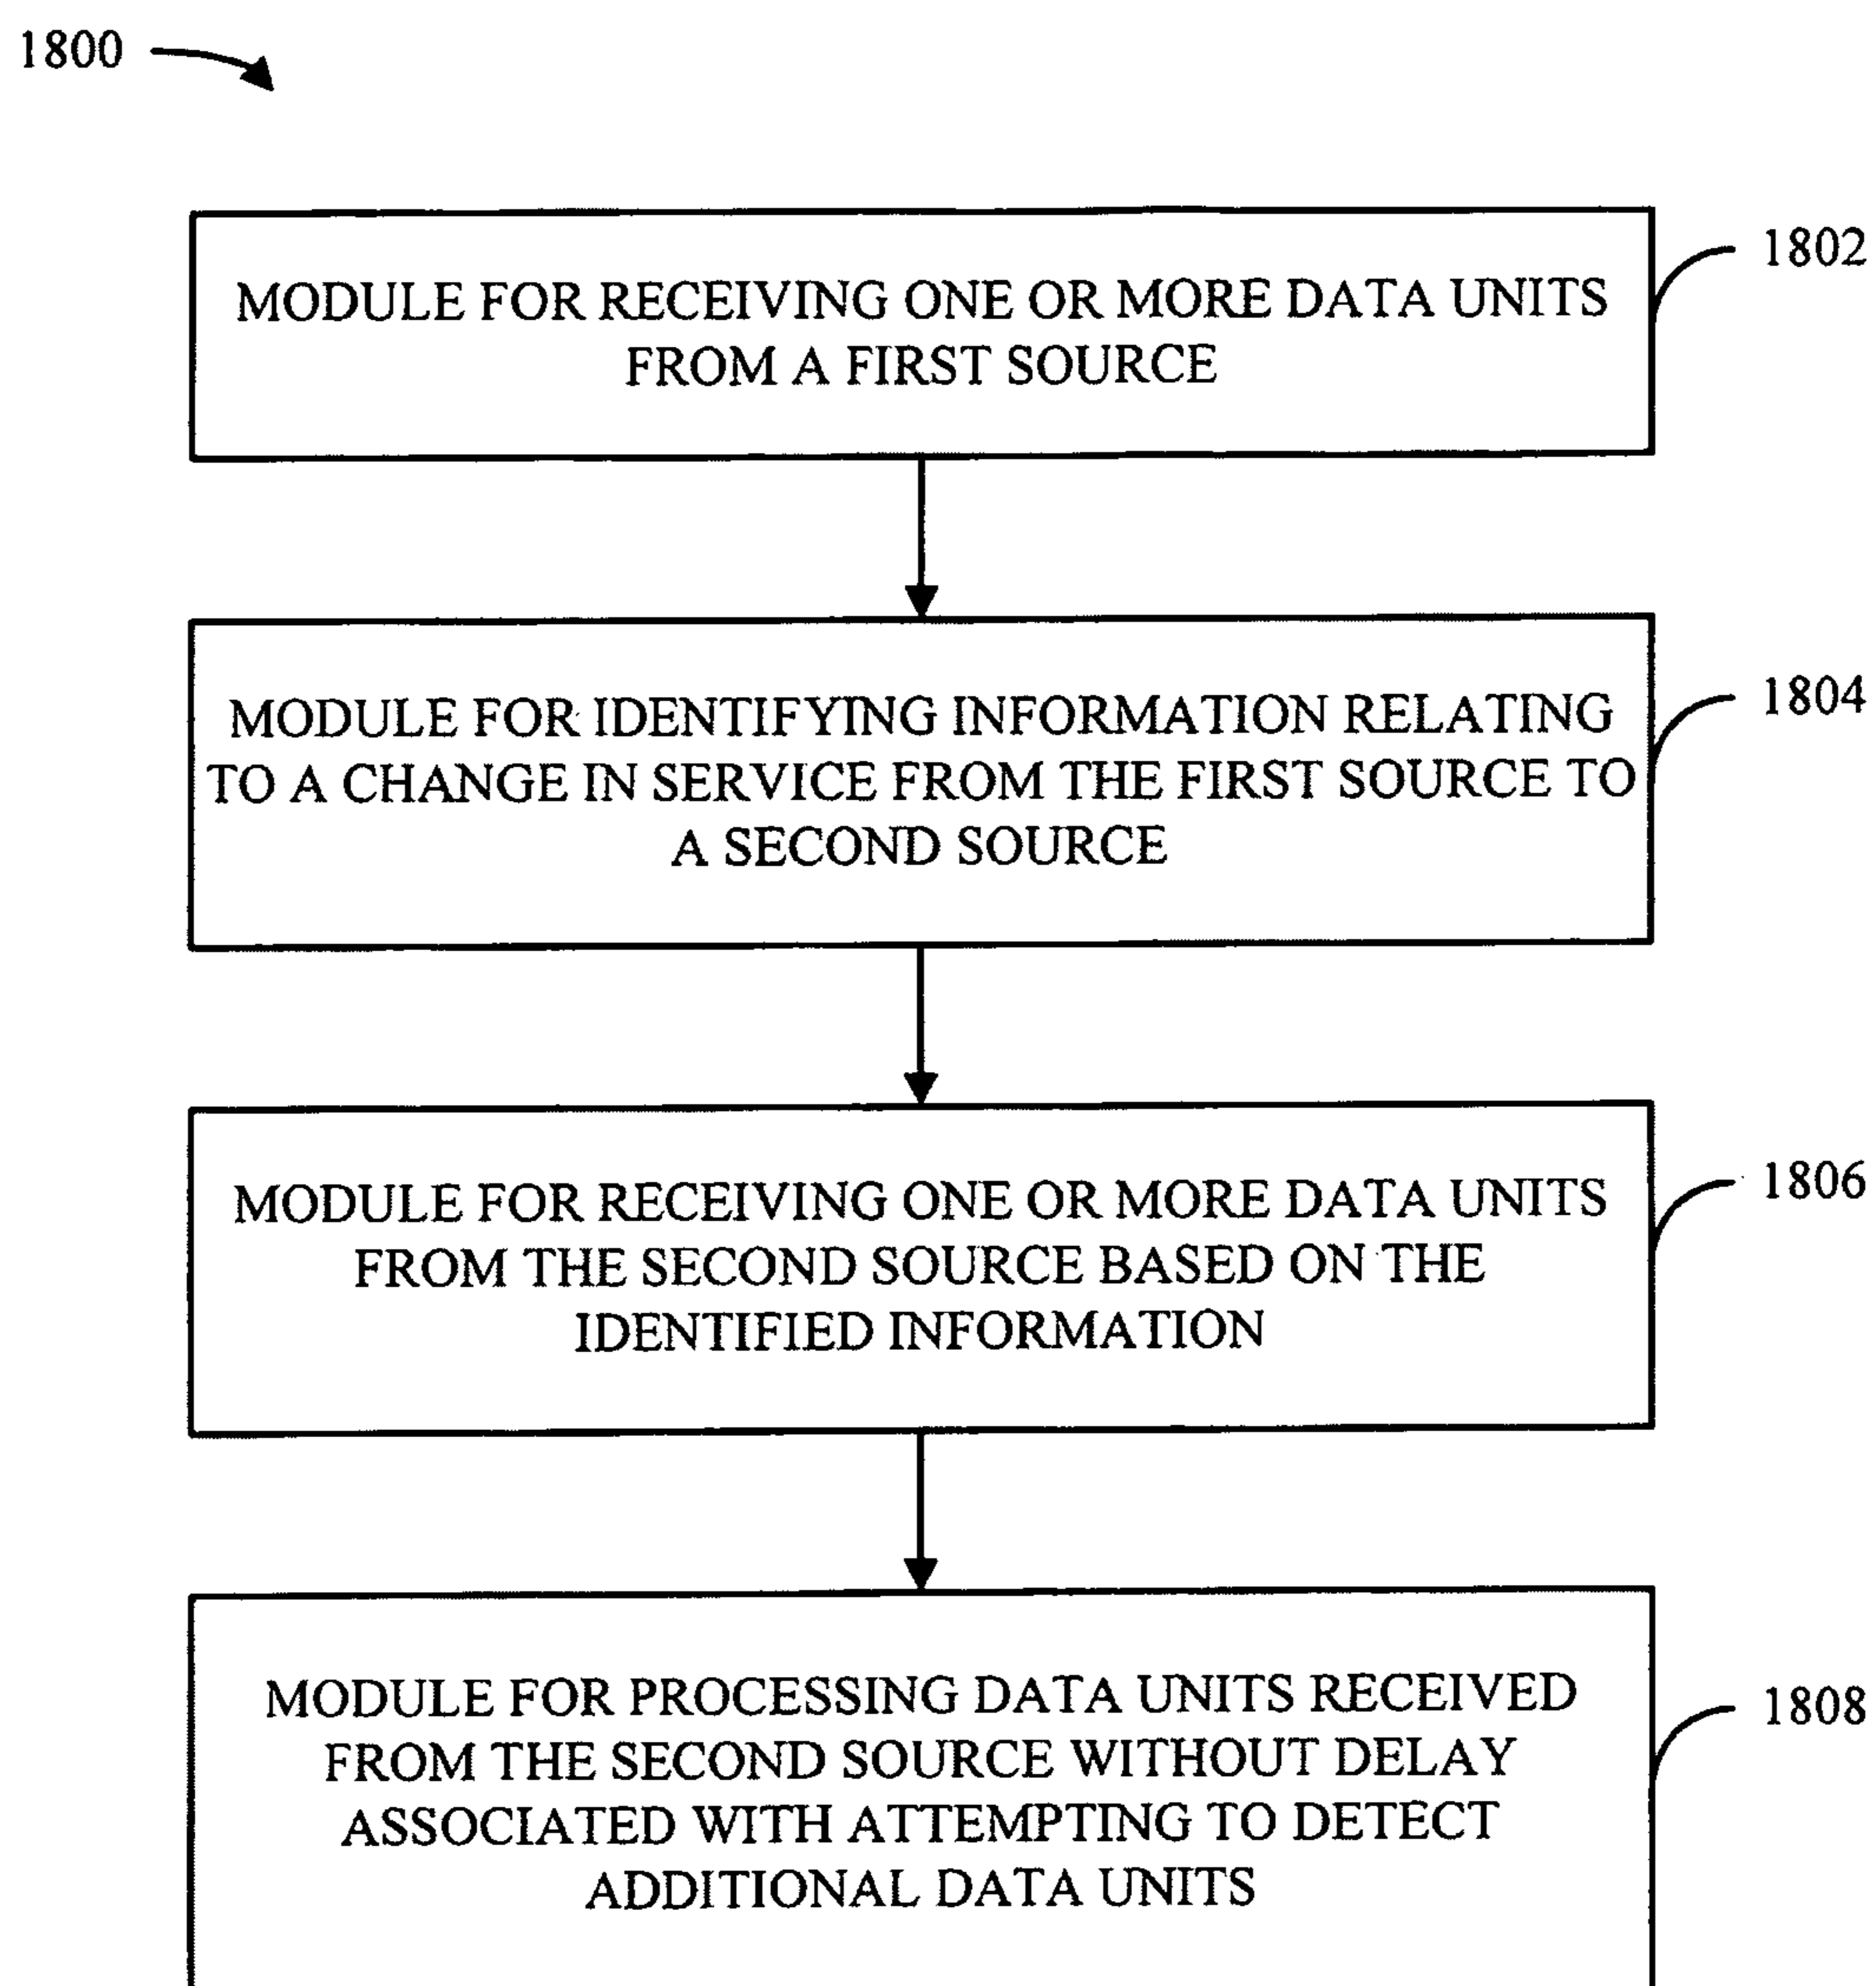 1800
1802
MODULE FOR RECEIVING ONE OR MORE DATA UNITS
FROM A FIRST SOURCE
1804
MODULE FOR IDENTIFYING INFORMATION RELATING
TO A CHANGE IN SERVICE FROM THE FIRST SOURCE TO
A SECOND SOURCE
1806
MODULE FOR RECEIVING ONE OR MORE DATA UNITS
FROM THE SECOND SOURCE BASED ON THE
IDENTIFIED INFORMATION
1808
MODULE FOR PROCESSING DATA UNITS RECEIVED
FROM THE SECOND SOURCE WITHOUT DELAY
ASSOCIATED WITH ATTEMPTING TO DETECT
ADDITIONAL DATA UNITS